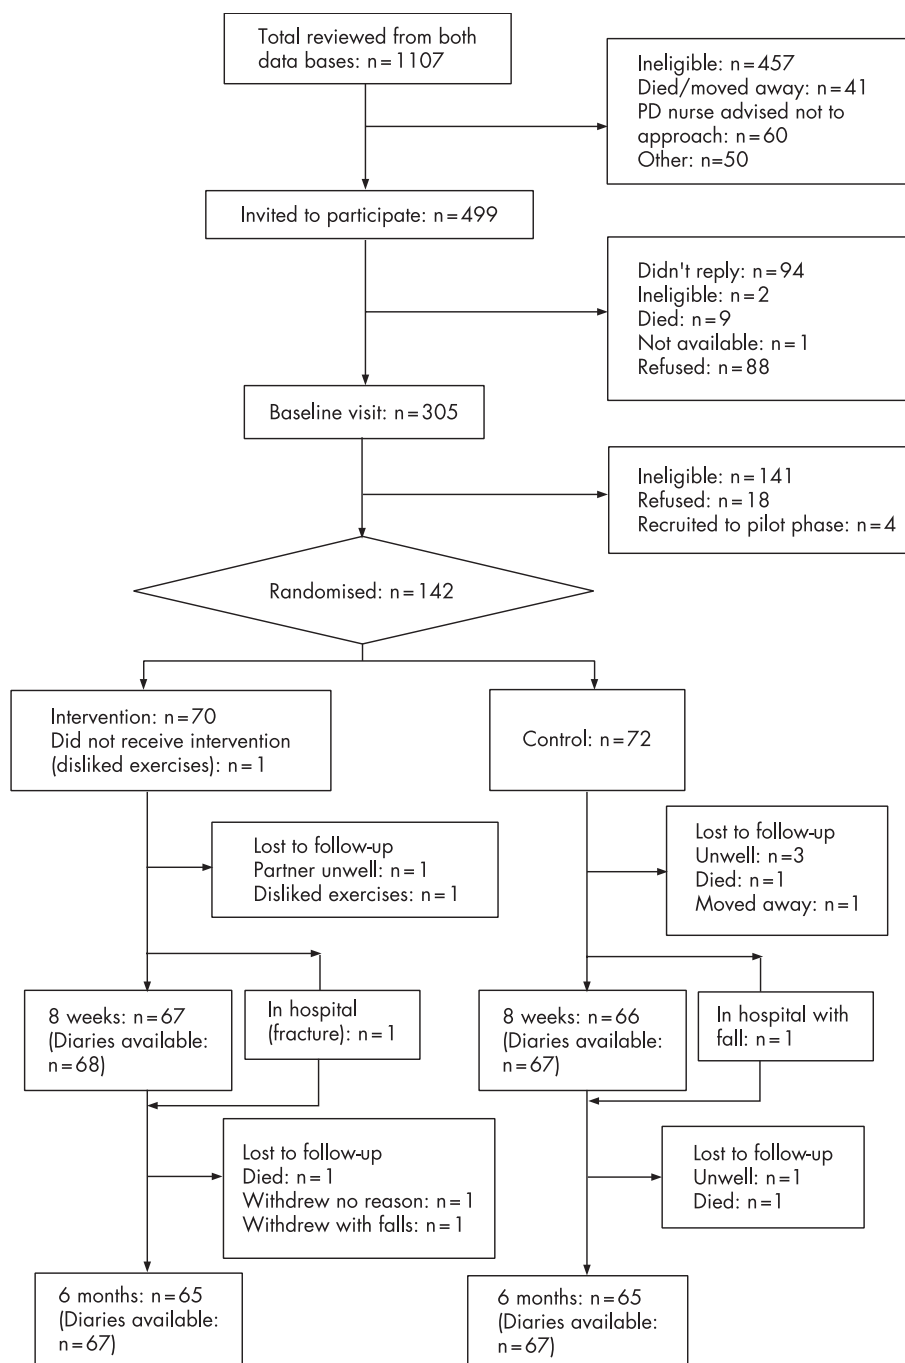 Total reviewed from both
data bases: n=1107
Ineligible: n=457
Died/moved away: n=41
PD nurse advised not to
approach: n=60
Other: n=50
Invited to participate: n=499
Didn't reply: n=94
Ineligible: n=2
Died: n=9
Not available: n=1
Refused: n=88
Baseline visit: n=305
Ineligible: n=141
Refused: n=18
Recruited to pilot phase: n=4
Randomised: n=142
Intervention: n=70
Did not receive intervention
(disliked exercises): n=1
Control: n=72
Lost to follow-up
Partner unwell: n=1
Disliked exercises: n=1
Lost to follow-up
Unwell: n=3
Died: n=1
Moved away: n=1
8 weeks: n=67
(Diaries available:
n=68)
In hospital
(fracture): n=1
8 weeks: n=66
(Diaries available:
n=67)
In hospital with
fall: n=1
Lost to follow-up
Died: n=1
Withdrew no reason: n=1
Withdrew with falls: n=1
Lost to follow-up
Unwell: n=1
Died: n=1
6 months: n=65
(Diaries available:
n=67)
6 months: n=65
(Diaries available:
n=67)